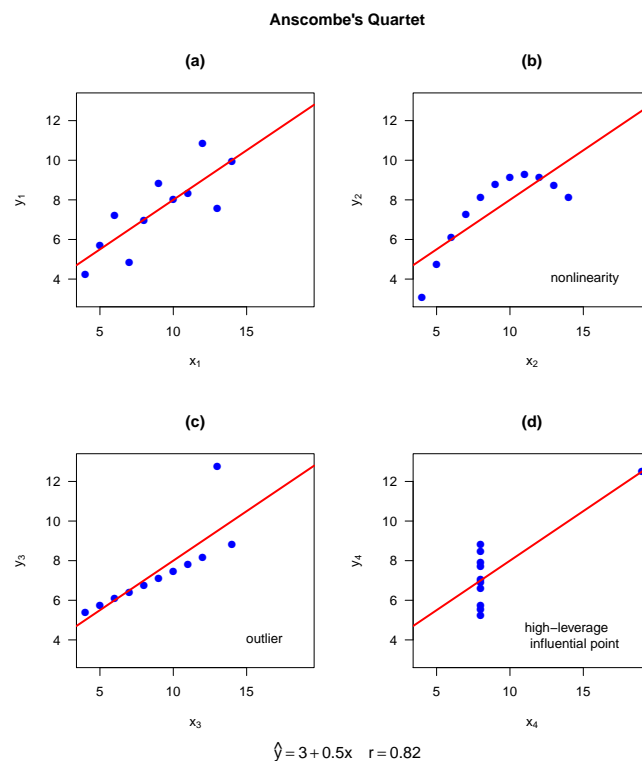 Anscombe's Quartet
(a)
12
10
8
6
4
y1
5 10 15
x1
(b)
12
10
8
6
4
y2
nonlinearity
5 10 15
x2
(c)
12
10
8
6
4
y3
outlier
5 10 15
x3
(d)
12
10
8
6
4
y4
high−leverage
influential point
5 10 15
x4
ŷ = 3 + 0.5x r = 0.82